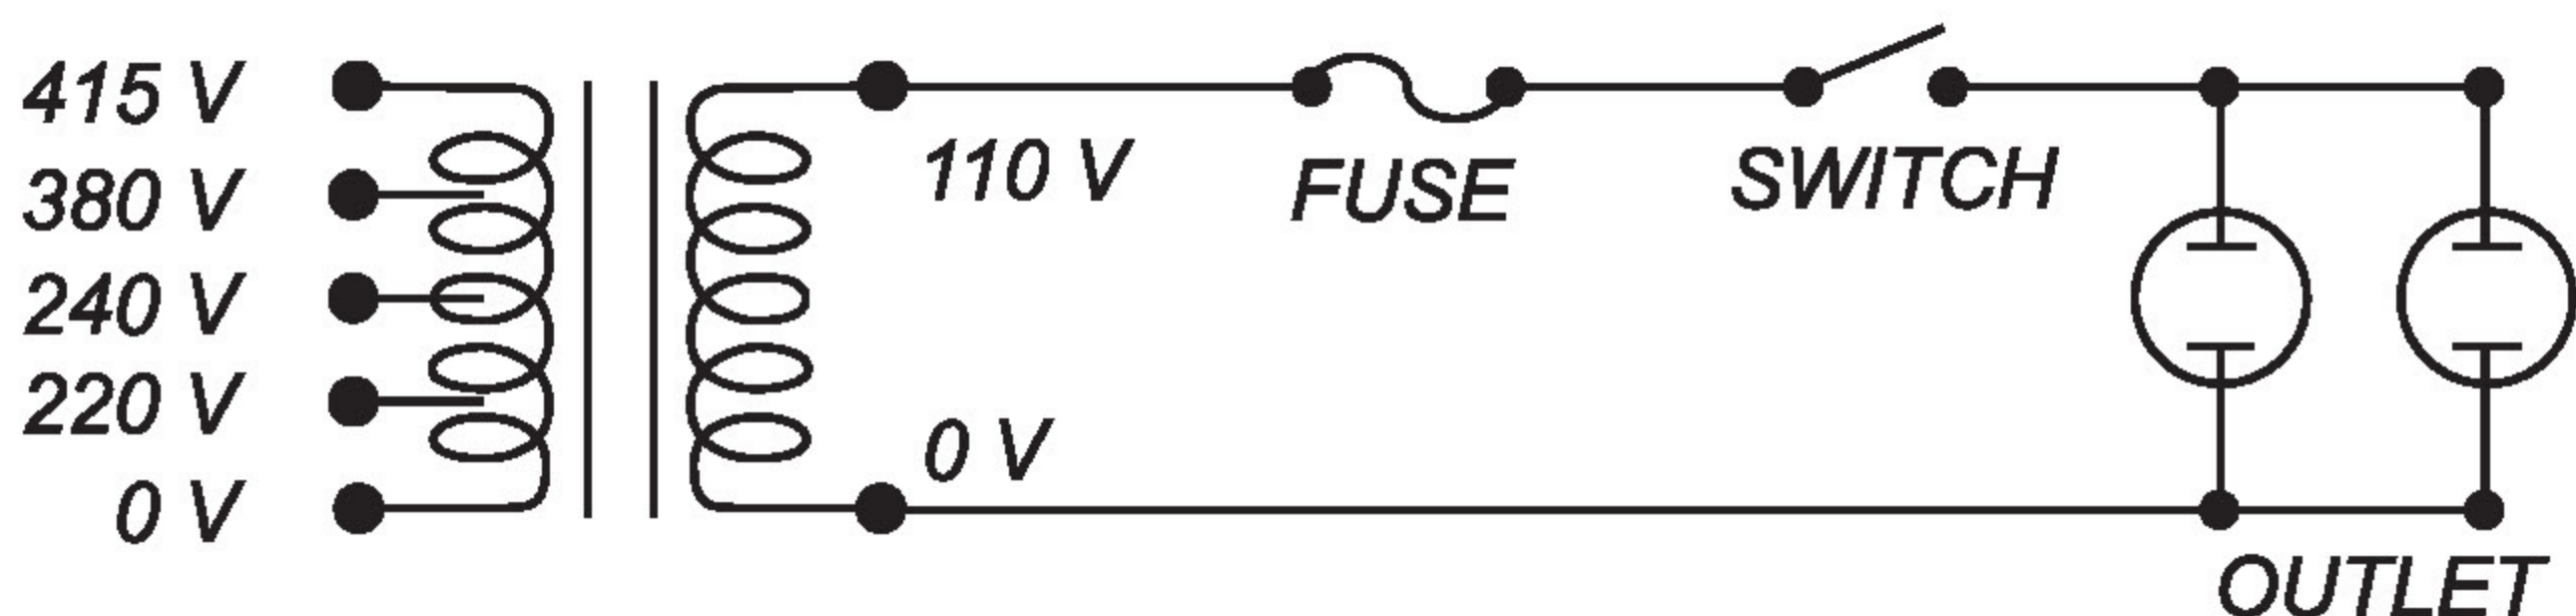 415 V
380 V
240 V
220 V
0 V
110 V
0 V
FUSE
SWITCH
OUTLET